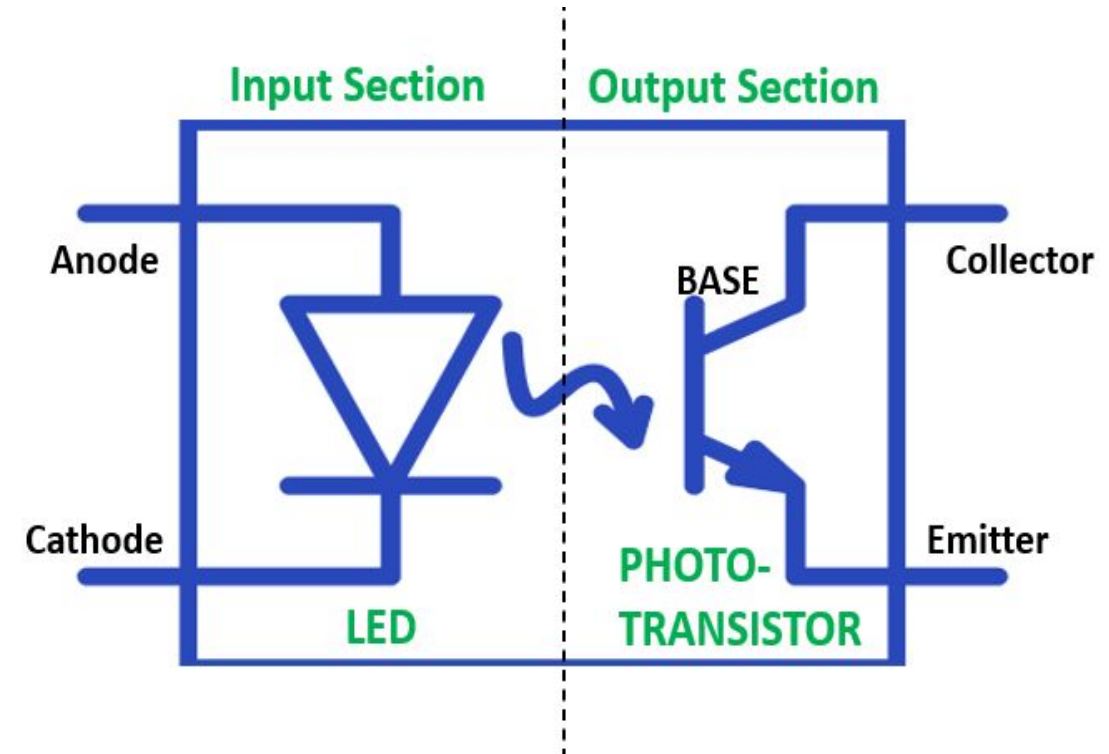 Input Section
Output Section
Anode
BASE
Collector
Cathode
Emitter
PHOTO-
TRANSISTOR
LED